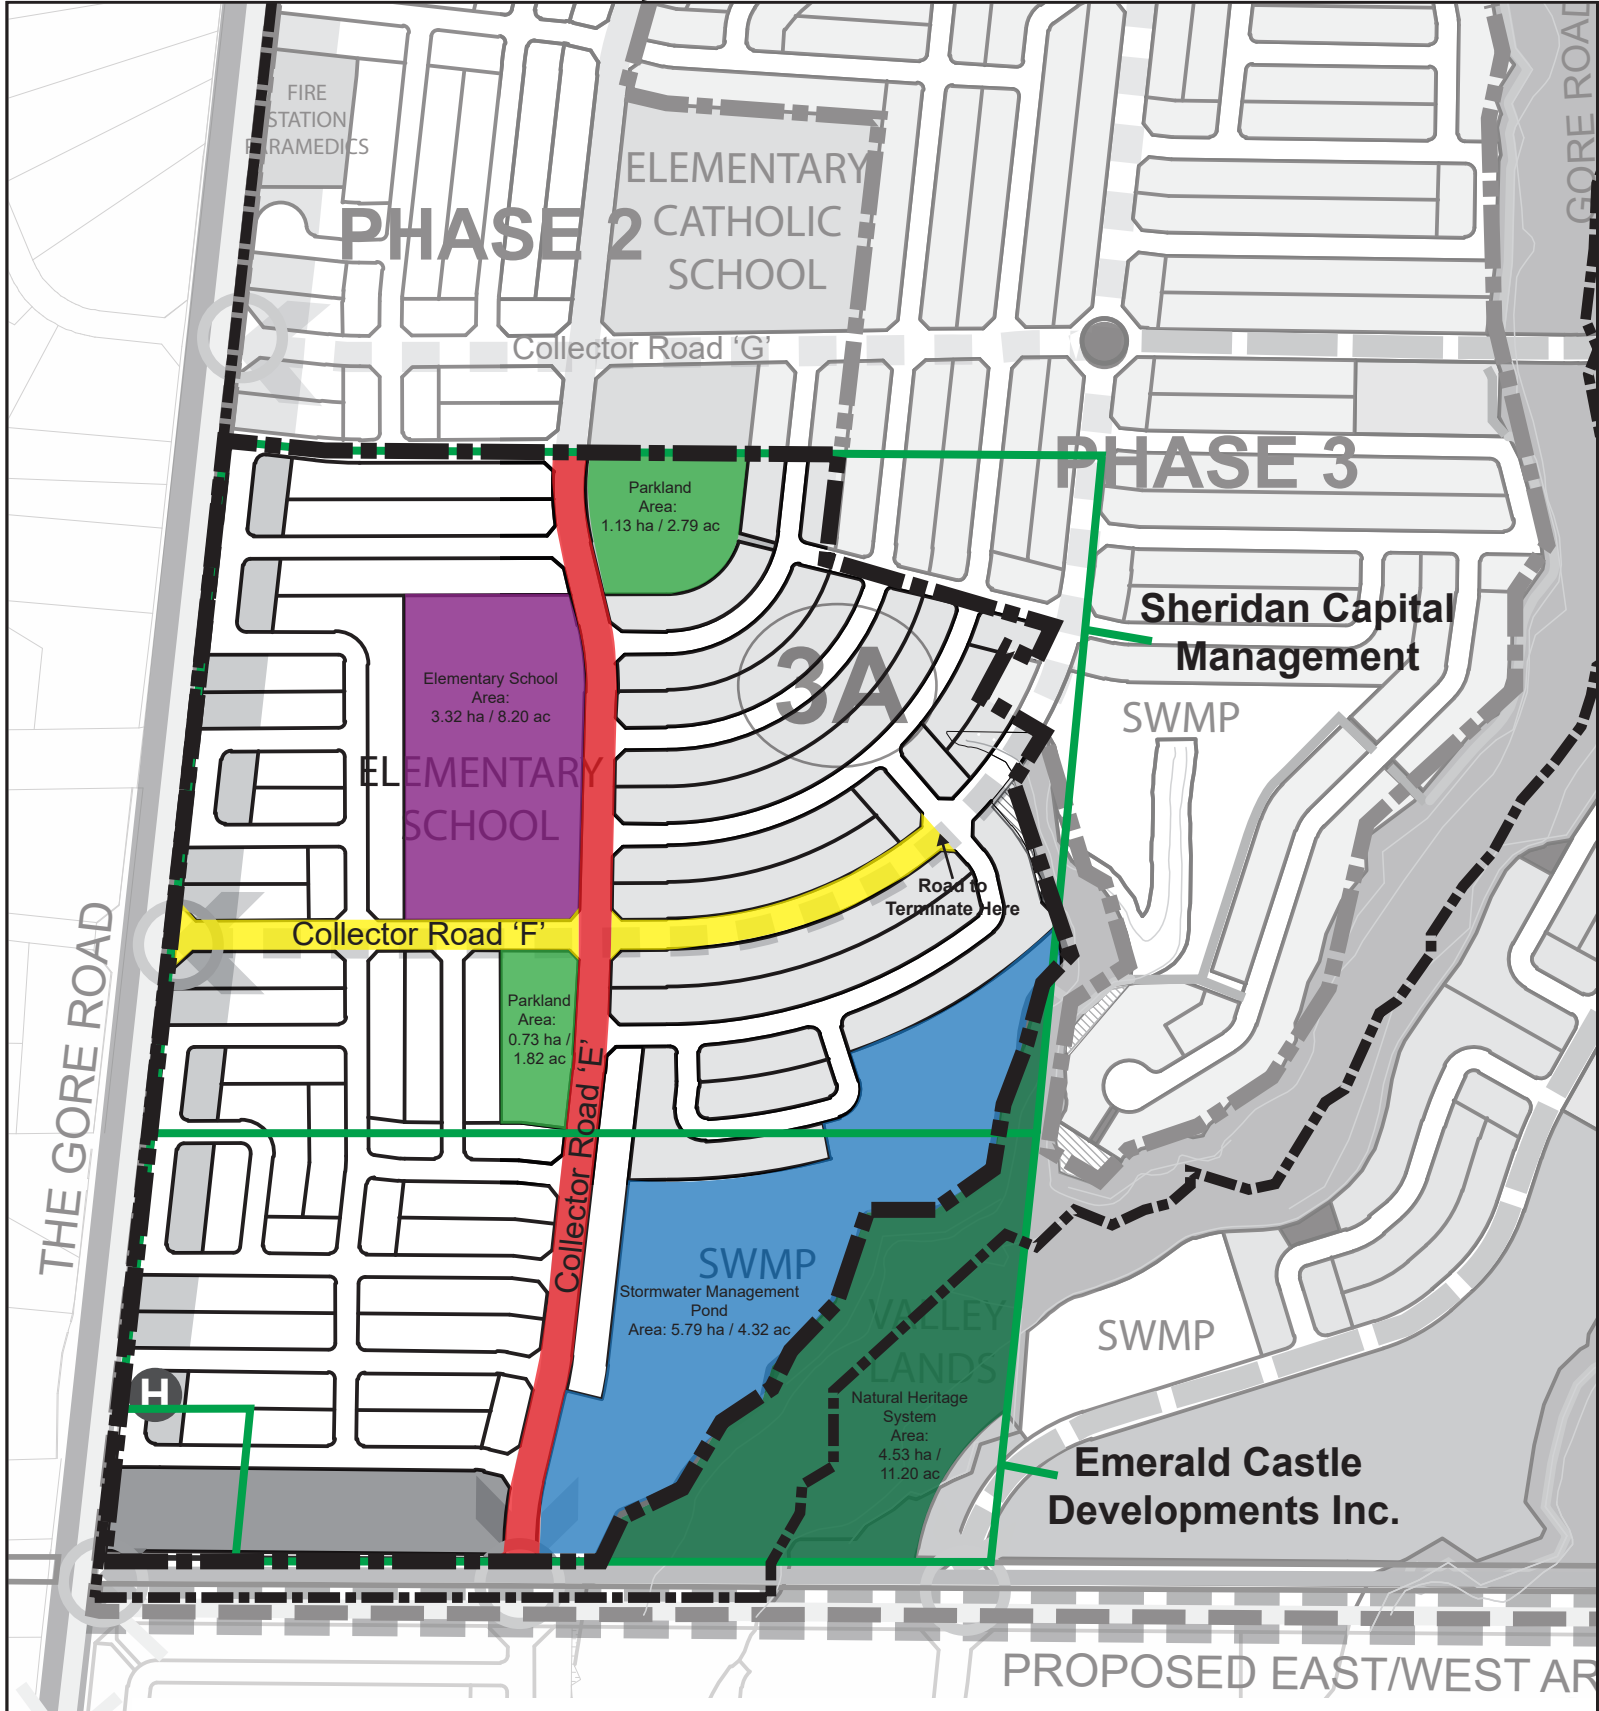 GORE ROAD
FIRE
STATION
PARAMEDICS
ELEMENTARY
CATHOLIC
SCHOOL
PHASE 2
Collector Road ‘G’
PHASE 3
Parkland
Area:
1.13 ha / 2.79 ac
Sheridan Capital
Management
3A
Elementary School
Area:
3.32 ha / 8.20 ac
SWMP
ELEMENTARY
SCHOOL
Road to
Terminate Here
Collector Road ‘F’
THE GORE ROAD
Parkland
Area:
0.73 ha /
1.82 ac
Collector Road ‘E’
SWMP
Stormwater Management
Pond
Area: 5.79 ha / 4.32 ac
VALLEY
LANDS
SWMP
Natural Heritage
System
Area:
4.53 ha /
11.20 ac
H
Emerald Castle
Developments Inc.
PROPOSED EAST/WEST AR